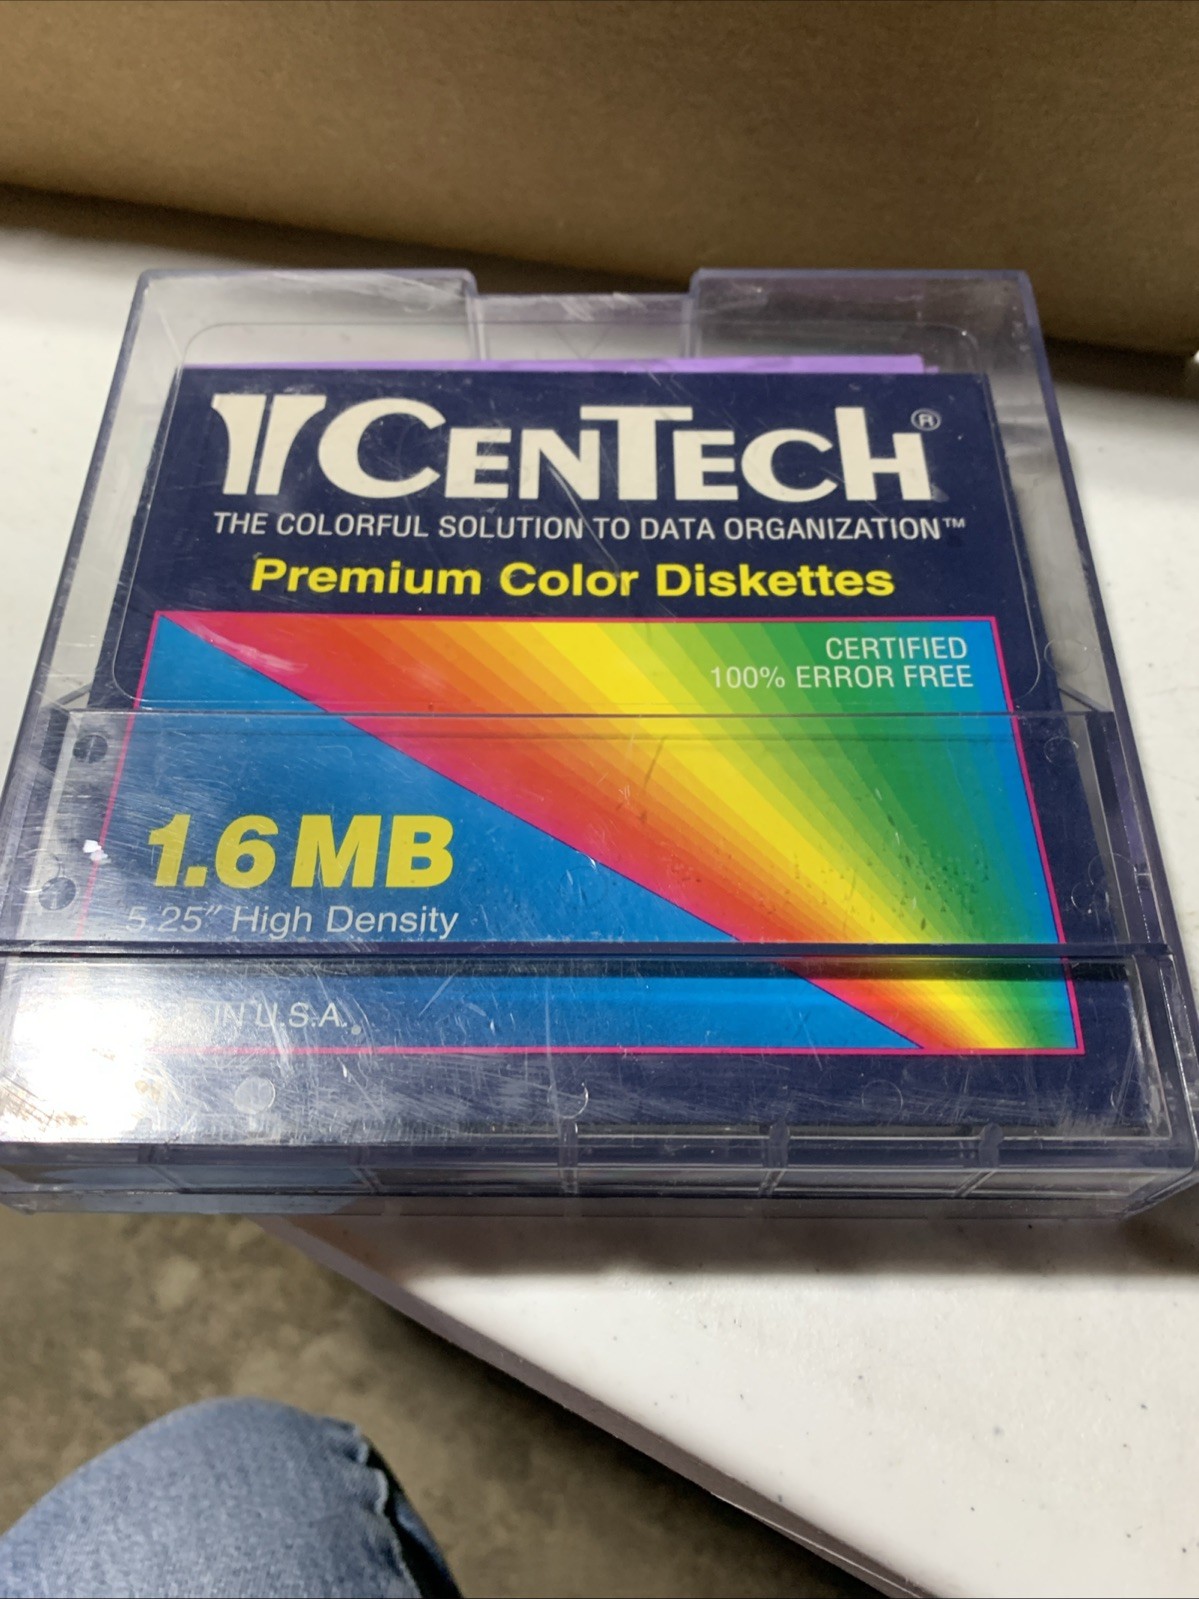 CENTECH®
THE COLORFUL SOLUTION TO DATA ORGANIZATION™
Premium Color Diskettes
CERTIFIED
100% ERROR FREE
1.6 MB
5.25" High Density
IN U.S.A.